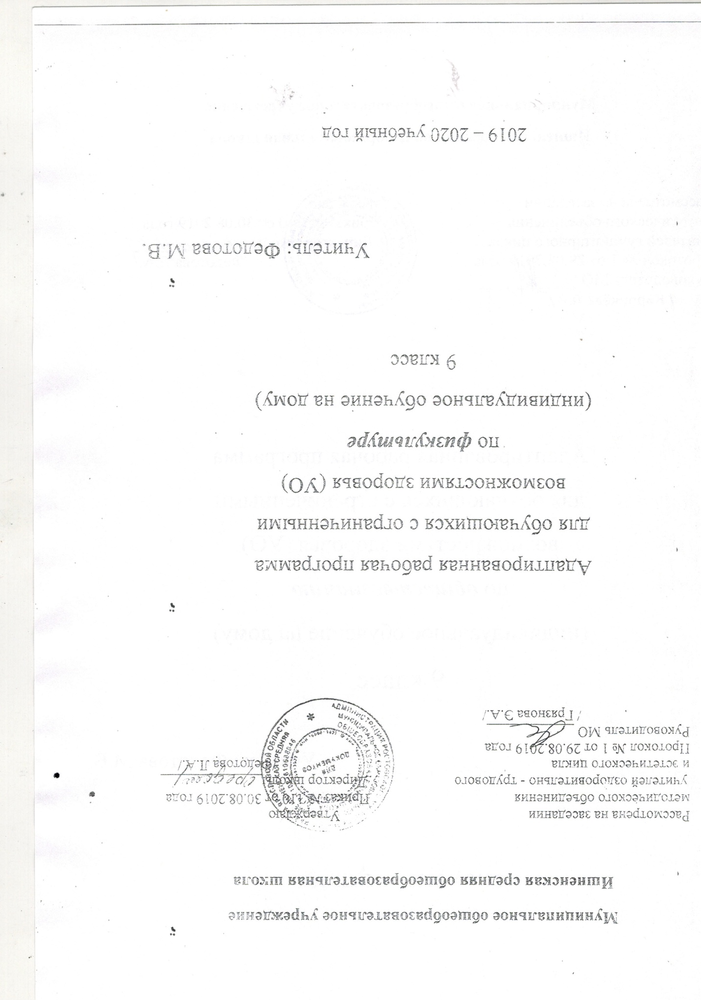 Муниципальное общеобразовательное учреждение
Ишненская средняя общеобразовательная школа
Рассмотрена на заседании
методического объединения
учителей оздоровительно - трудового
и эстетического цикла
Протокол № 1 от 29.08.2019 года
Руководитель МО
/ Грязнова Э.А./
Утверждаю
Приказ № от 30.08.2019 года
Директор школы
/Федотова Л.А./
ДЛЯ
ДОКУМЕНТОВ
Адаптированная рабочая программа
для обучающихся с ограниченными
возможностями здоровья (УО)
по физкультуре
(индивидуальное обучение на дому)
9 класс
Учитель: Федотова М.В.
2019 – 2020 учебный год